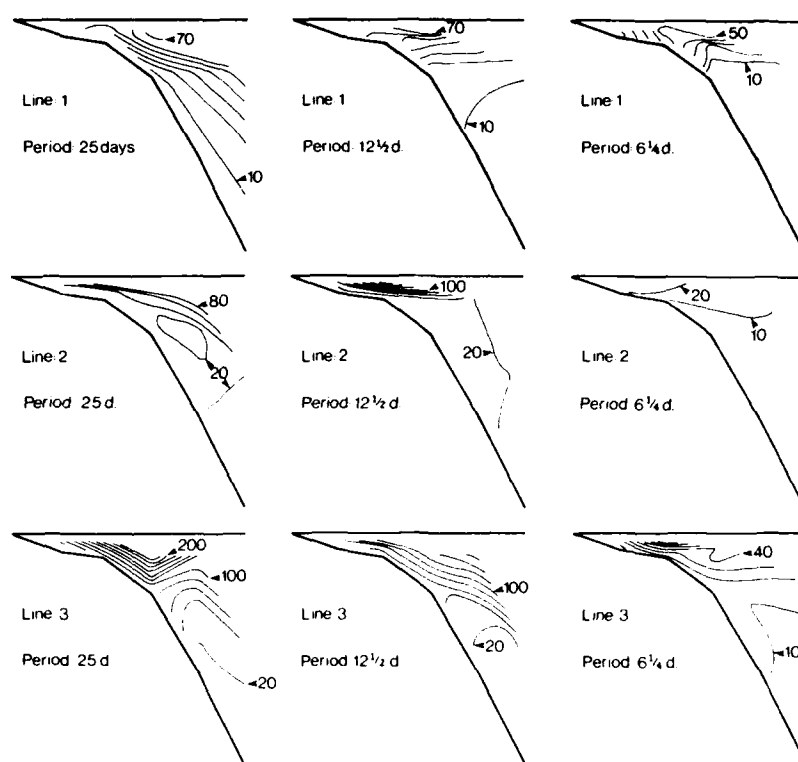 70
Line 1
Period: 25 days
10
70
Line 1
Period: 12½ d.
10
50
10
Line 1
Period: 6¼ d.
80
Line 2
20
Period 25 d.
100
Line 2
20
Period 12½ d.
20
10
Line 2
Period 6¼ d.
200
100
Line 3
Period 25 d
20
100
Line 3
20
Period 12½ d.
40
Line 3
10
Period 6¼ d.